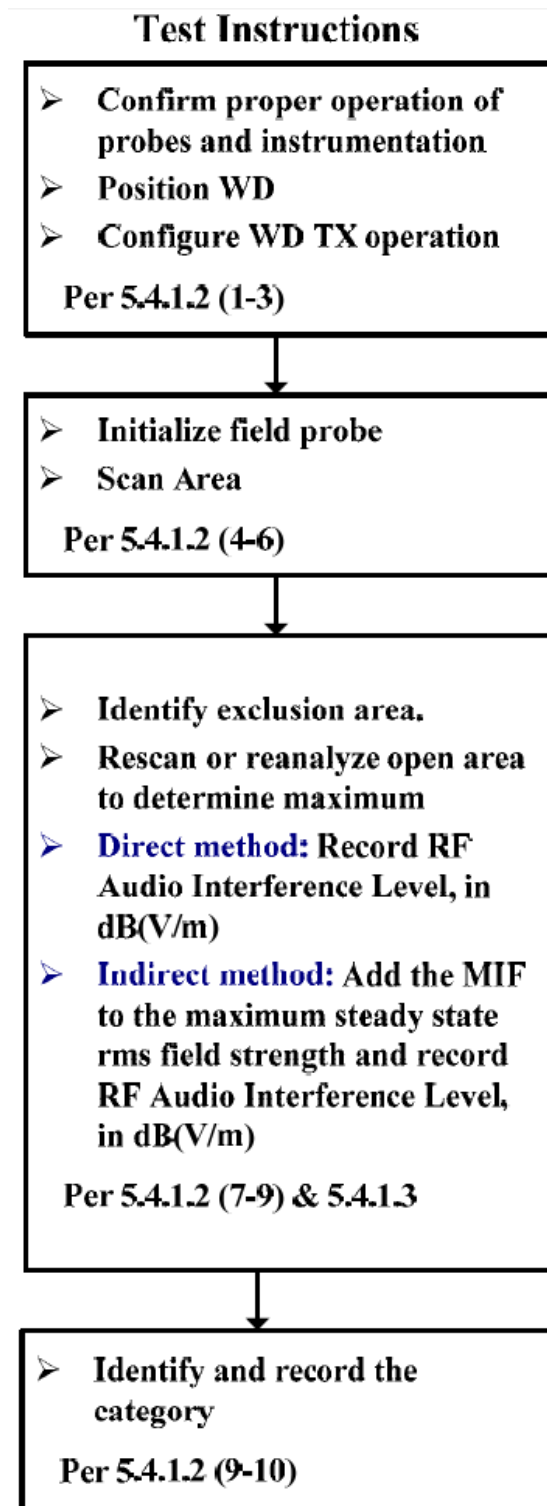 Test Instructions
➢ Confirm proper operation of
probes and instrumentation
➢ Position WD
➢ Configure WD TX operation
Per 5.4.1.2 (1-3)
➢ Initialize field probe
➢ Scan Area
Per 5.4.1.2 (4-6)
➢ Identify exclusion area.
➢ Rescan or reanalyze open area
to determine maximum
➢ Direct method: Record RF
Audio Interference Level, in
dB(V/m)
➢ Indirect method: Add the MIF
to the maximum steady state
rms field strength and record
RF Audio Interference Level,
in dB(V/m)
Per 5.4.1.2 (7-9) & 5.4.1.3
➢ Identify and record the
category
Per 5.4.1.2 (9-10)